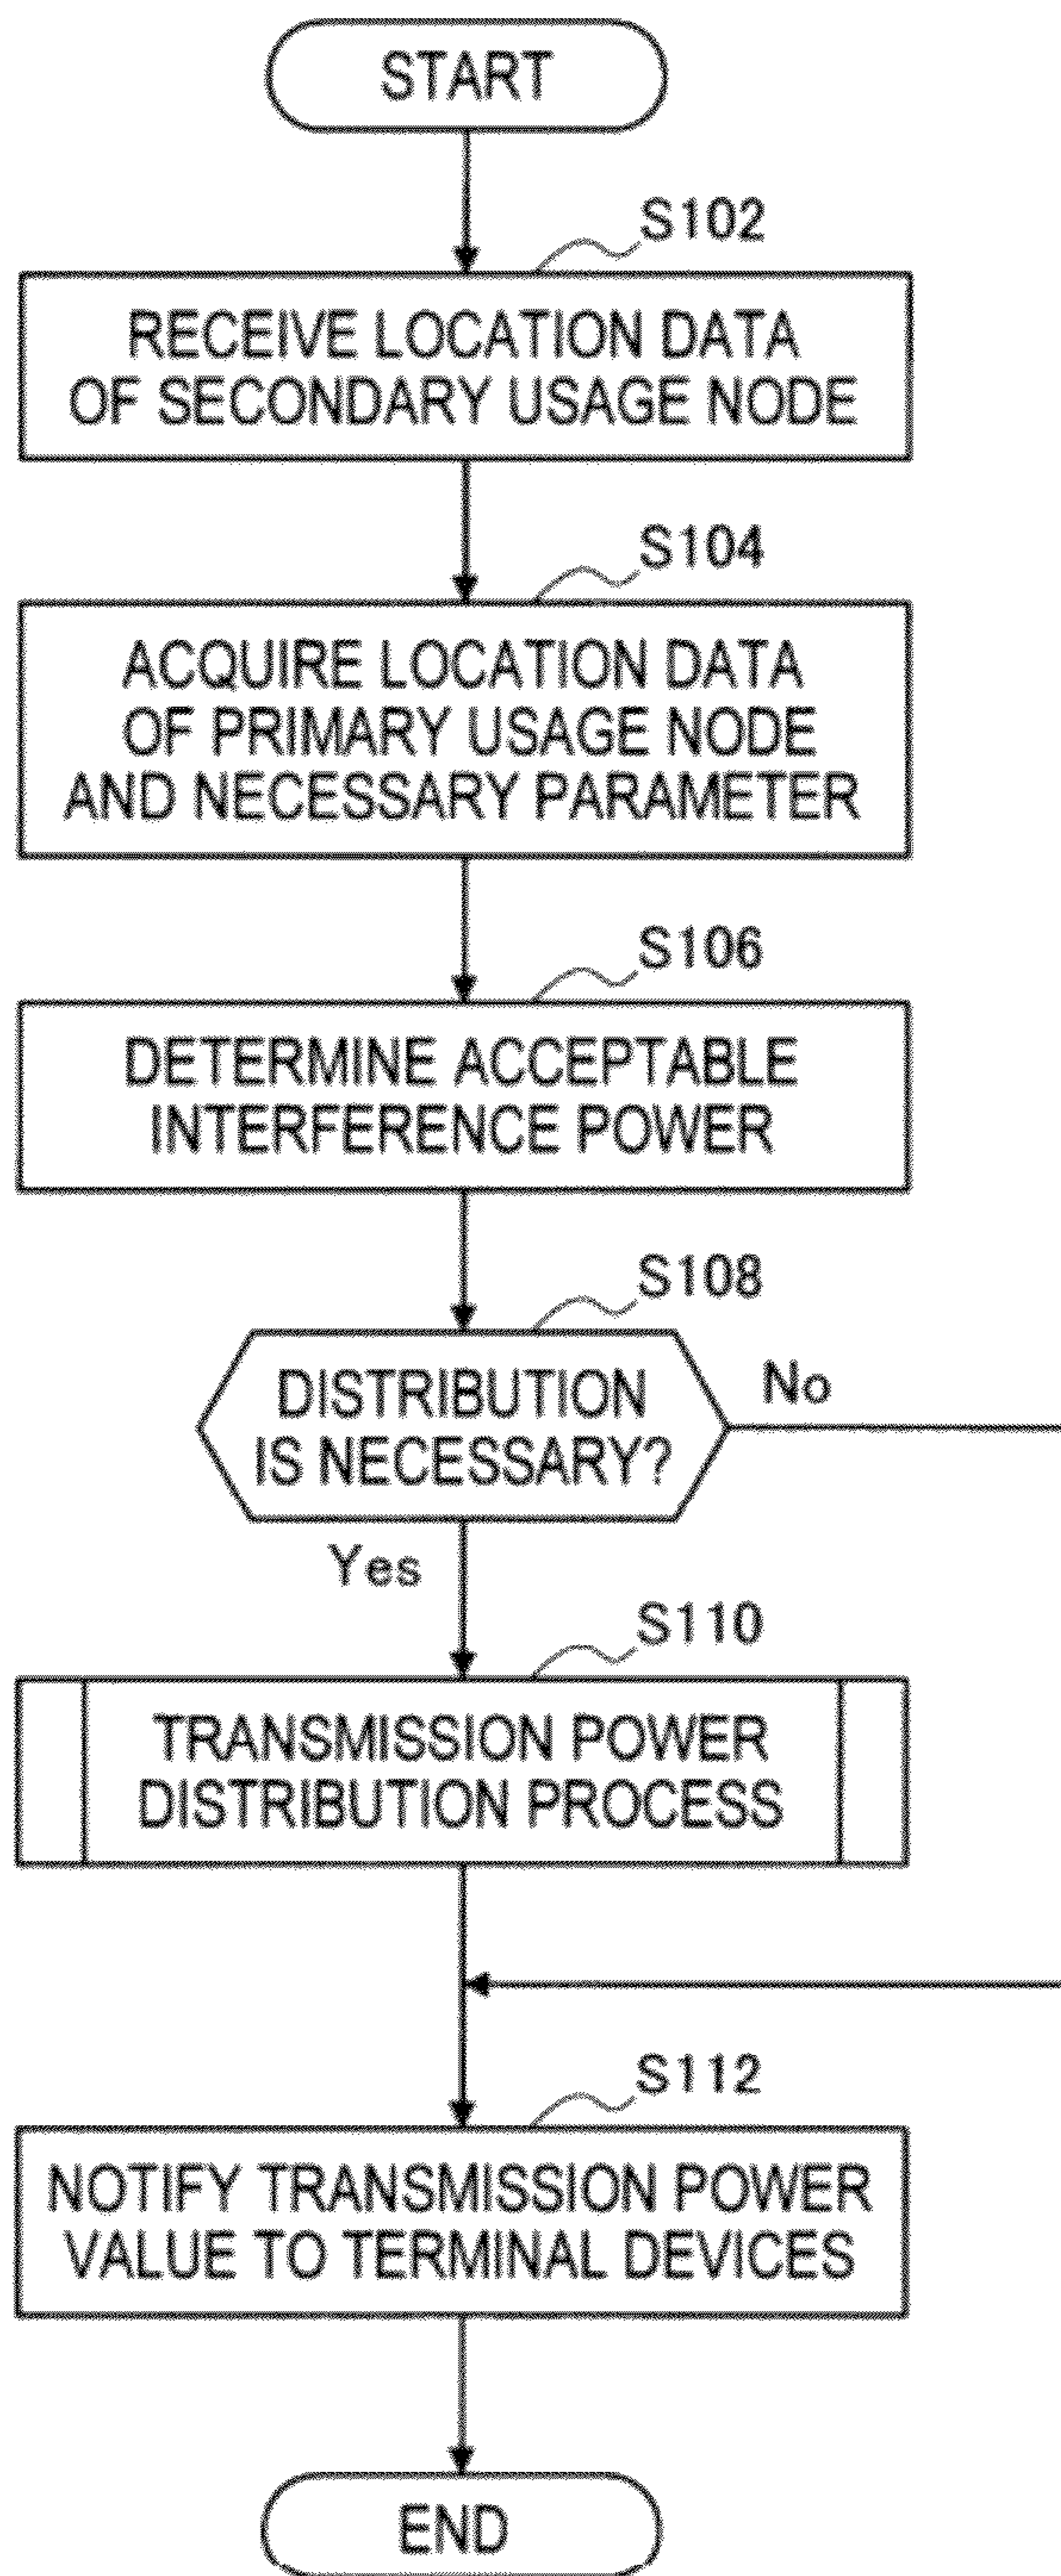 START
S102
RECEIVE LOCATION DATA
OF SECONDARY USAGE NODE
S104
ACQUIRE LOCATION DATA
OF PRIMARY USAGE NODE
AND NECESSARY PARAMETER
S106
DETERMINE ACCEPTABLE
INTERFERENCE POWER
S108
DISTRIBUTION
IS NECESSARY?
No
Yes
S110
TRANSMISSION POWER
DISTRIBUTION PROCESS
S112
NOTIFY TRANSMISSION POWER
VALUE TO TERMINAL DEVICES
END